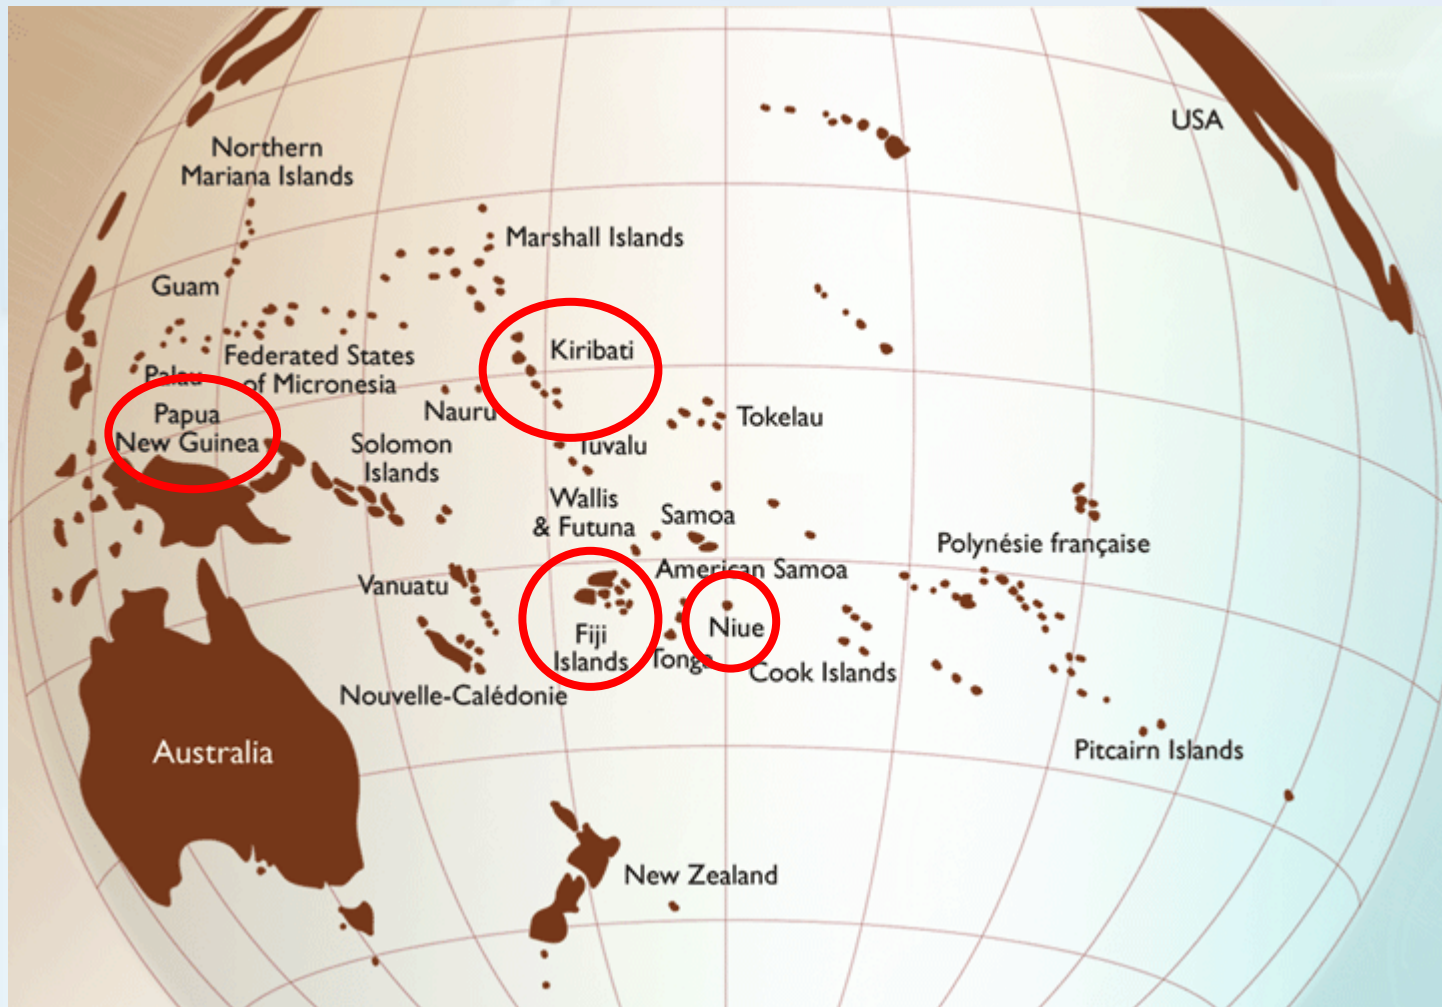 USA
Northern
Mariana Islands
Marshall Islands
Guam
Kiribati
Federated States
of Micronesia
Palau
Papua
New Guinea
Nauru
Tokelau
Solomon
Islands
Tuvalu
Wallis
& Futuna
Samoa
Polynésie française
American Samoa
Vanuatu
Fiji
Islands
Niue
Tonga
Cook Islands
Nouvelle-Calédonie
Australia
Pitcairn Islands
New Zealand